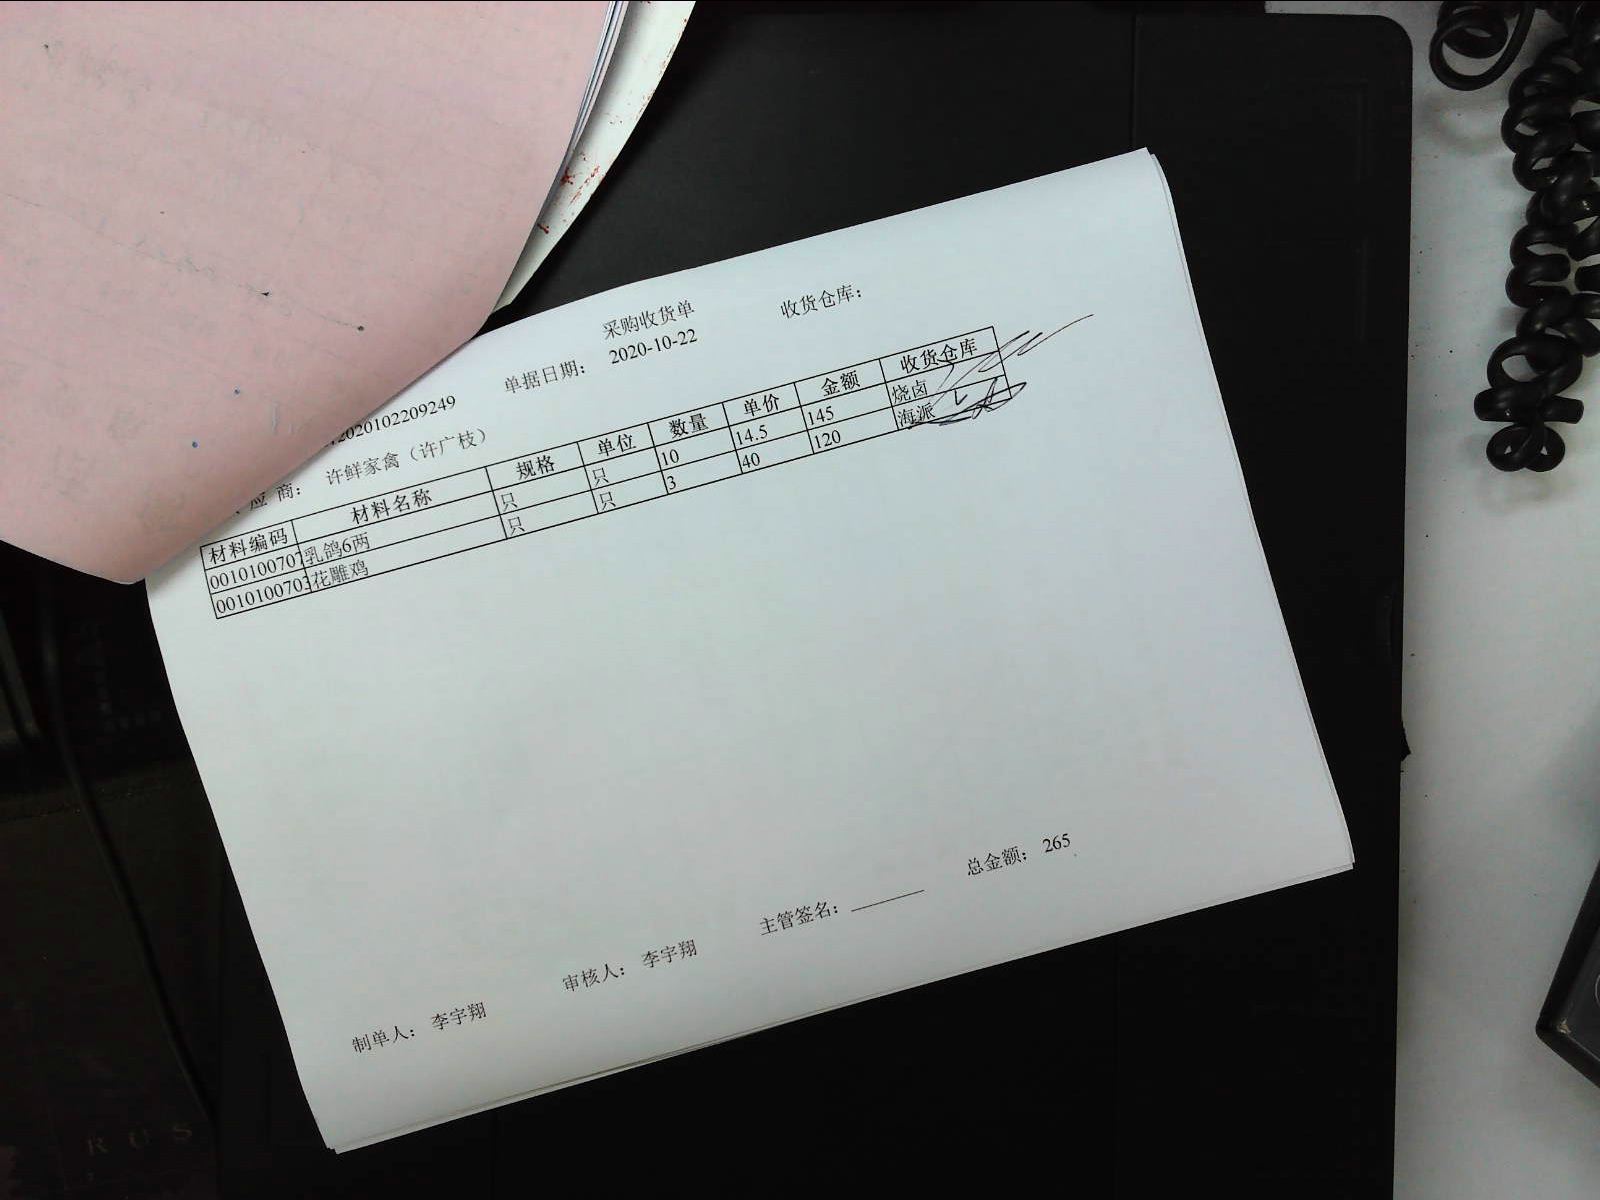 采购收货单 收货仓库：
2020102209249 单据日期： 2020-10-22
应 商： 许鲜家禽（许广枝）
材料编码 材料名称 规格 单位 数量 单价 金额 收货仓库
0010100707 乳鸽6两 只 只 10 14.5 145 烧卤
0010100703 花雕鸡 只 只 3 40 120 海派
制单人： 李宇翔 审核人： 李宇翔 主管签名： 总金额： 265
RUS